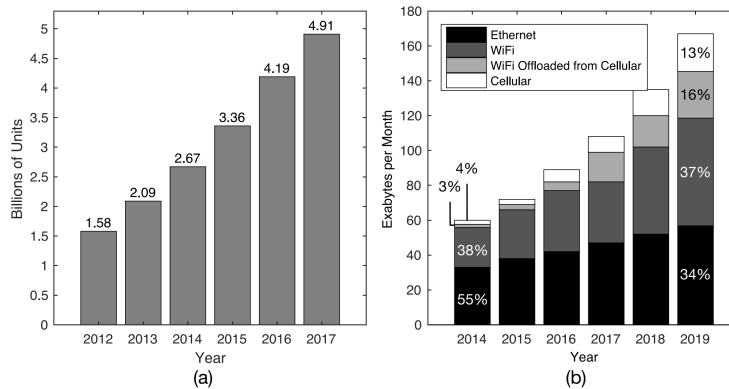 5
4.5
4
3.5
3
2.5
2
1.5
1
0.5
0
Billions of Units
1.58
2.09
2.67
3.36
4.19
4.91
2012 2013 2014 2015 2016 2017
Year
(a)
180
160
140
120
100
80
60
40
20
0
Exabytes per Month
Ethernet
WiFi
WiFi Offloaded from Cellular
Cellular
4%
3%
38%
55%
13%
16%
37%
34%
2014 2015 2016 2017 2018 2019
Year
(b)